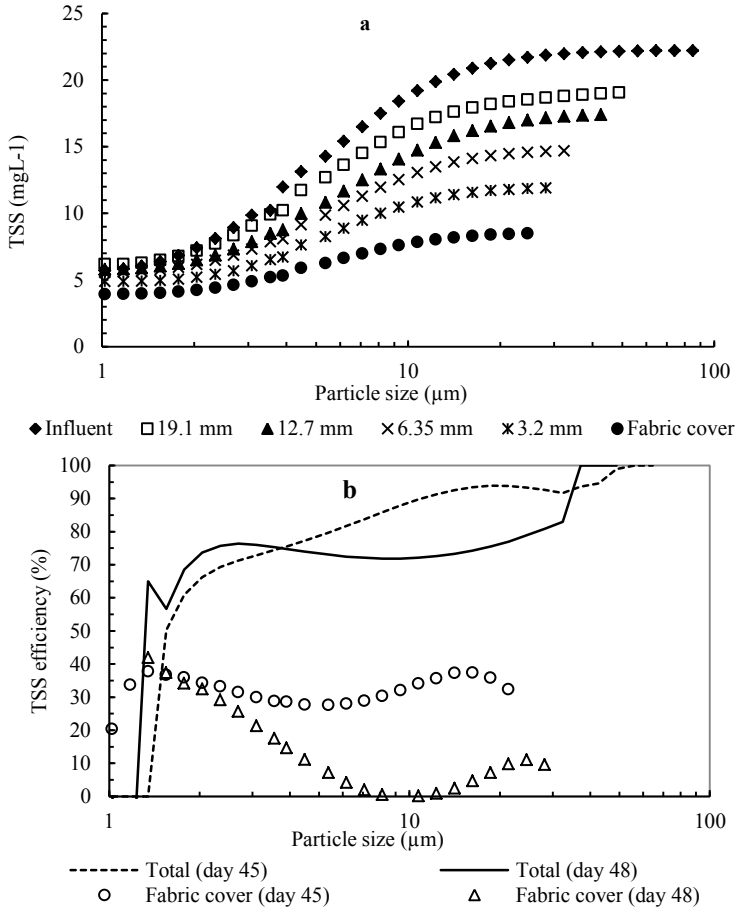 a
25
20
15
10
5
0
TSS (mgL-1)
1 10 100
Particle size (µm)
Influent 19.1 mm 12.7 mm 6.35 mm 3.2 mm Fabric cover
b
100
90
80
70
60
50
40
30
20
10
0
TSS efficiency (%)
1 10 100
Particle size (µm)
Total (day 45) Total (day 48)
Fabric cover (day 45) Fabric cover (day 48)